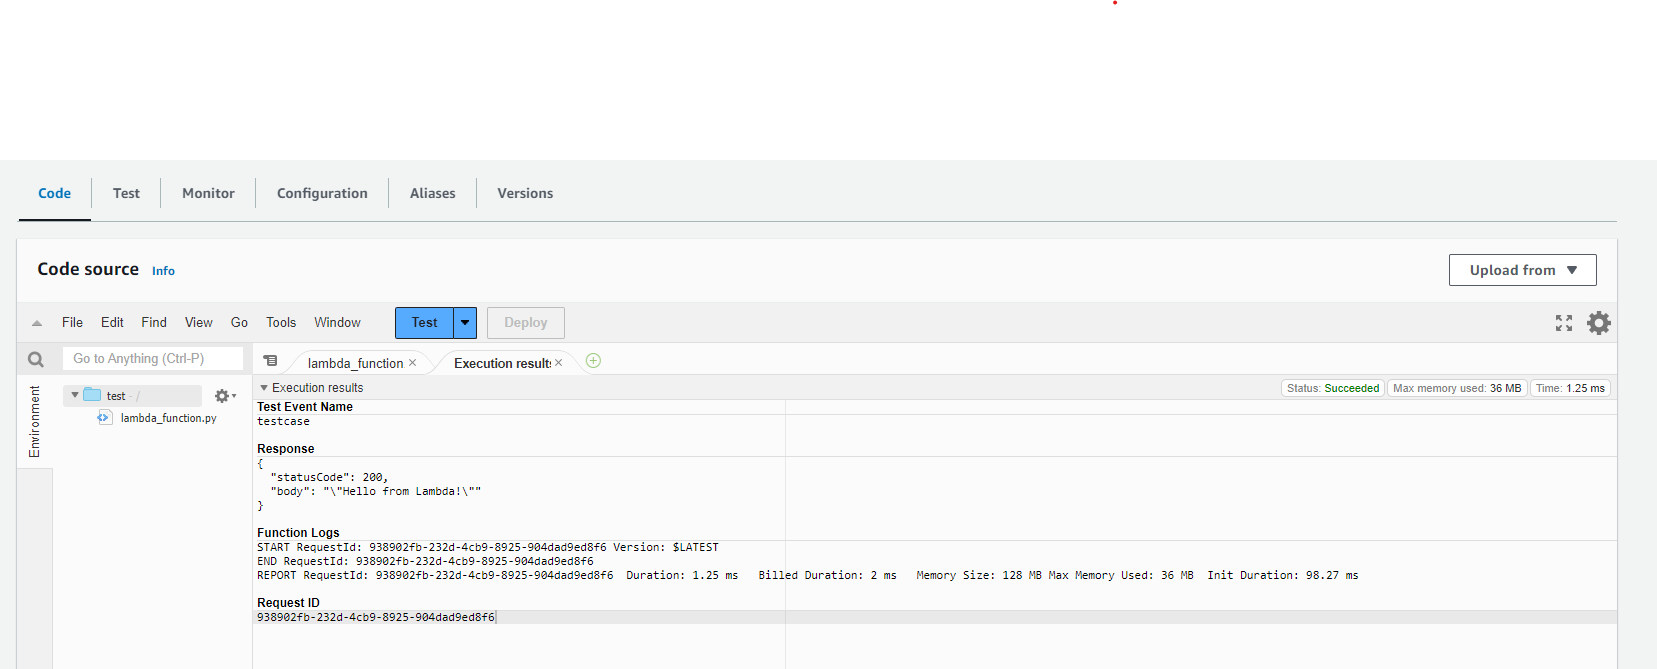 Code Test Monitor Configuration Aliases Versions
Code source Info
Upload from
File Edit Find View Go Tools Window Test Deploy
Go to Anything (Ctrl-P)
lambda_function Execution results
Environment
test - /
lambda_function.py
Execution results
Status: Succeeded Max memory used: 36 MB Time: 1.25 ms
Test Event Name
testcase
Response
{
"statusCode": 200,
"body": "\"Hello from Lambda!\""
}
Function Logs
START RequestId: 938902fb-232d-4cb9-8925-904dad9ed8f6 Version: $LATEST
END RequestId: 938902fb-232d-4cb9-8925-904dad9ed8f6
REPORT RequestId: 938902fb-232d-4cb9-8925-904dad9ed8f6 Duration: 1.25 ms Billed Duration: 2 ms Memory Size: 128 MB Max Memory Used: 36 MB Init Duration: 98.27 ms
Request ID
938902fb-232d-4cb9-8925-904dad9ed8f6